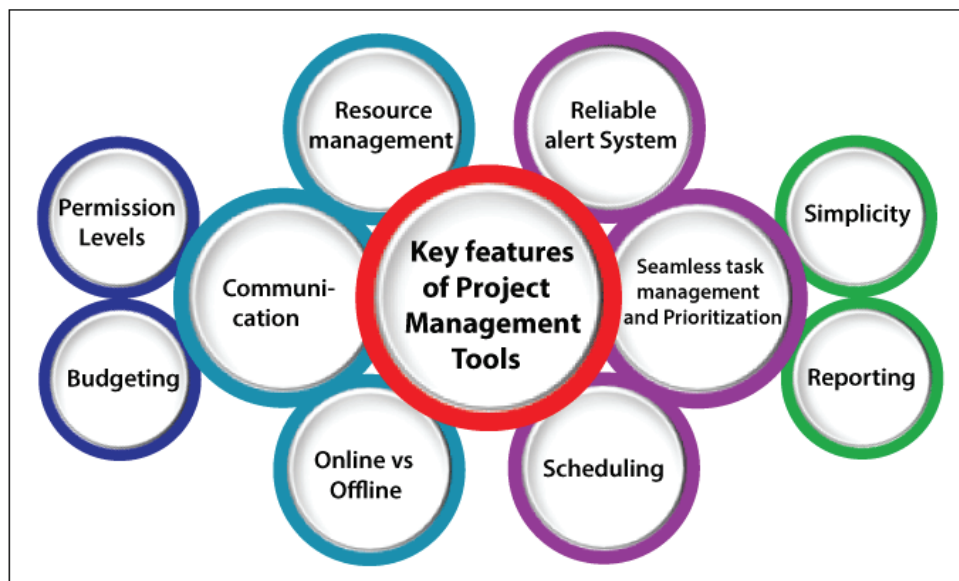 Resource
management
Reliable
alert System
Permission
Levels
Simplicity
Communi-
cation
Key features
of Project
Management
Tools
Seamless task
management
and Prioritization
Budgeting
Reporting
Online vs
Offline
Scheduling